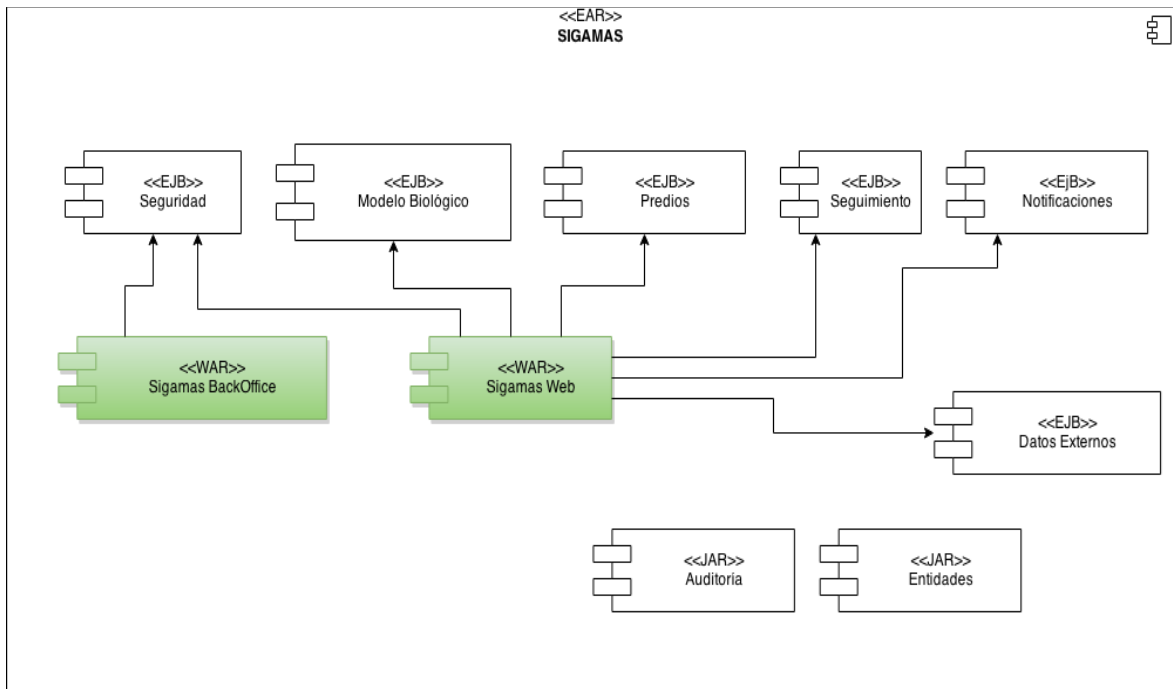 <<EAR>>
SIGAMAS
<<EJB>>
Seguridad
<<EJB>>
Modelo Biológico
<<EJB>>
Predios
<<EJB>>
Seguimiento
<<EjB>>
Notificaciones
<<WAR>>
Sigamas BackOffice
<<WAR>>
Sigamas Web
<<EJB>>
Datos Externos
<<JAR>>
Auditoría
<<JAR>>
Entidades